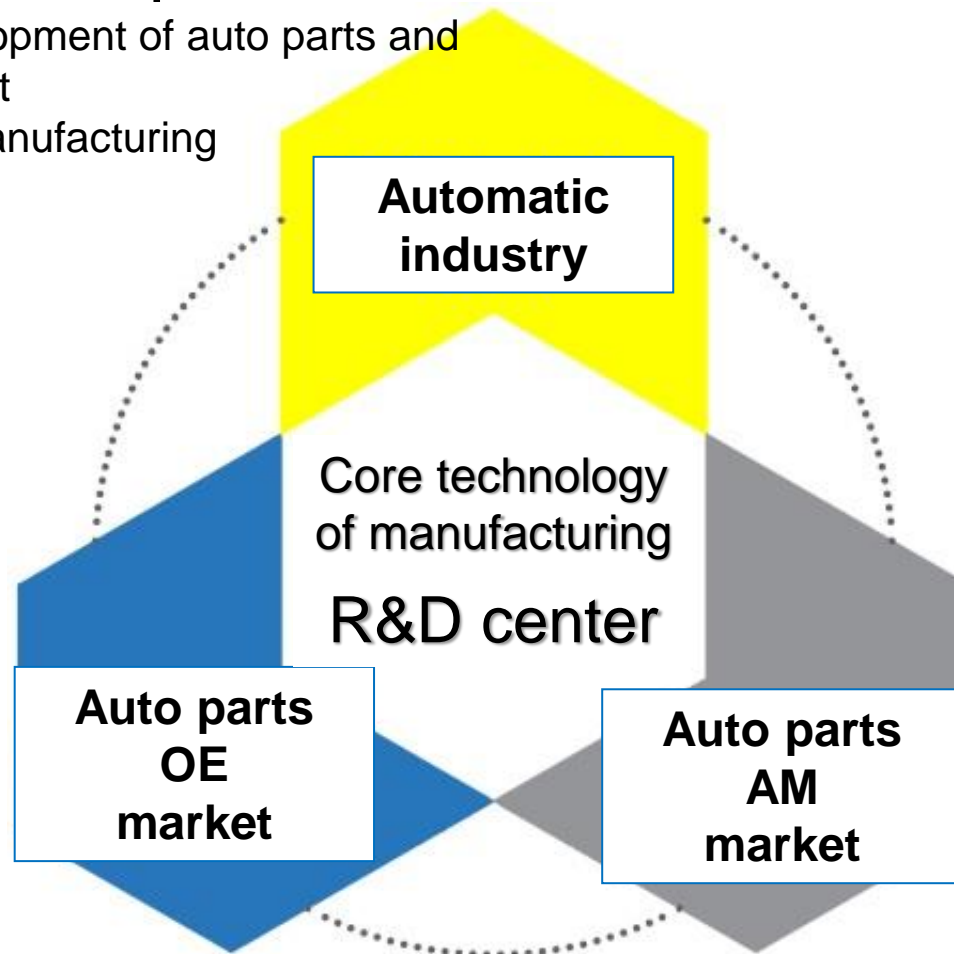 opment of auto parts and
t
anufacturing
Automatic
industry
Core technology
of manufacturing
R&D center
Auto parts
OE
market
Auto parts
AM
market